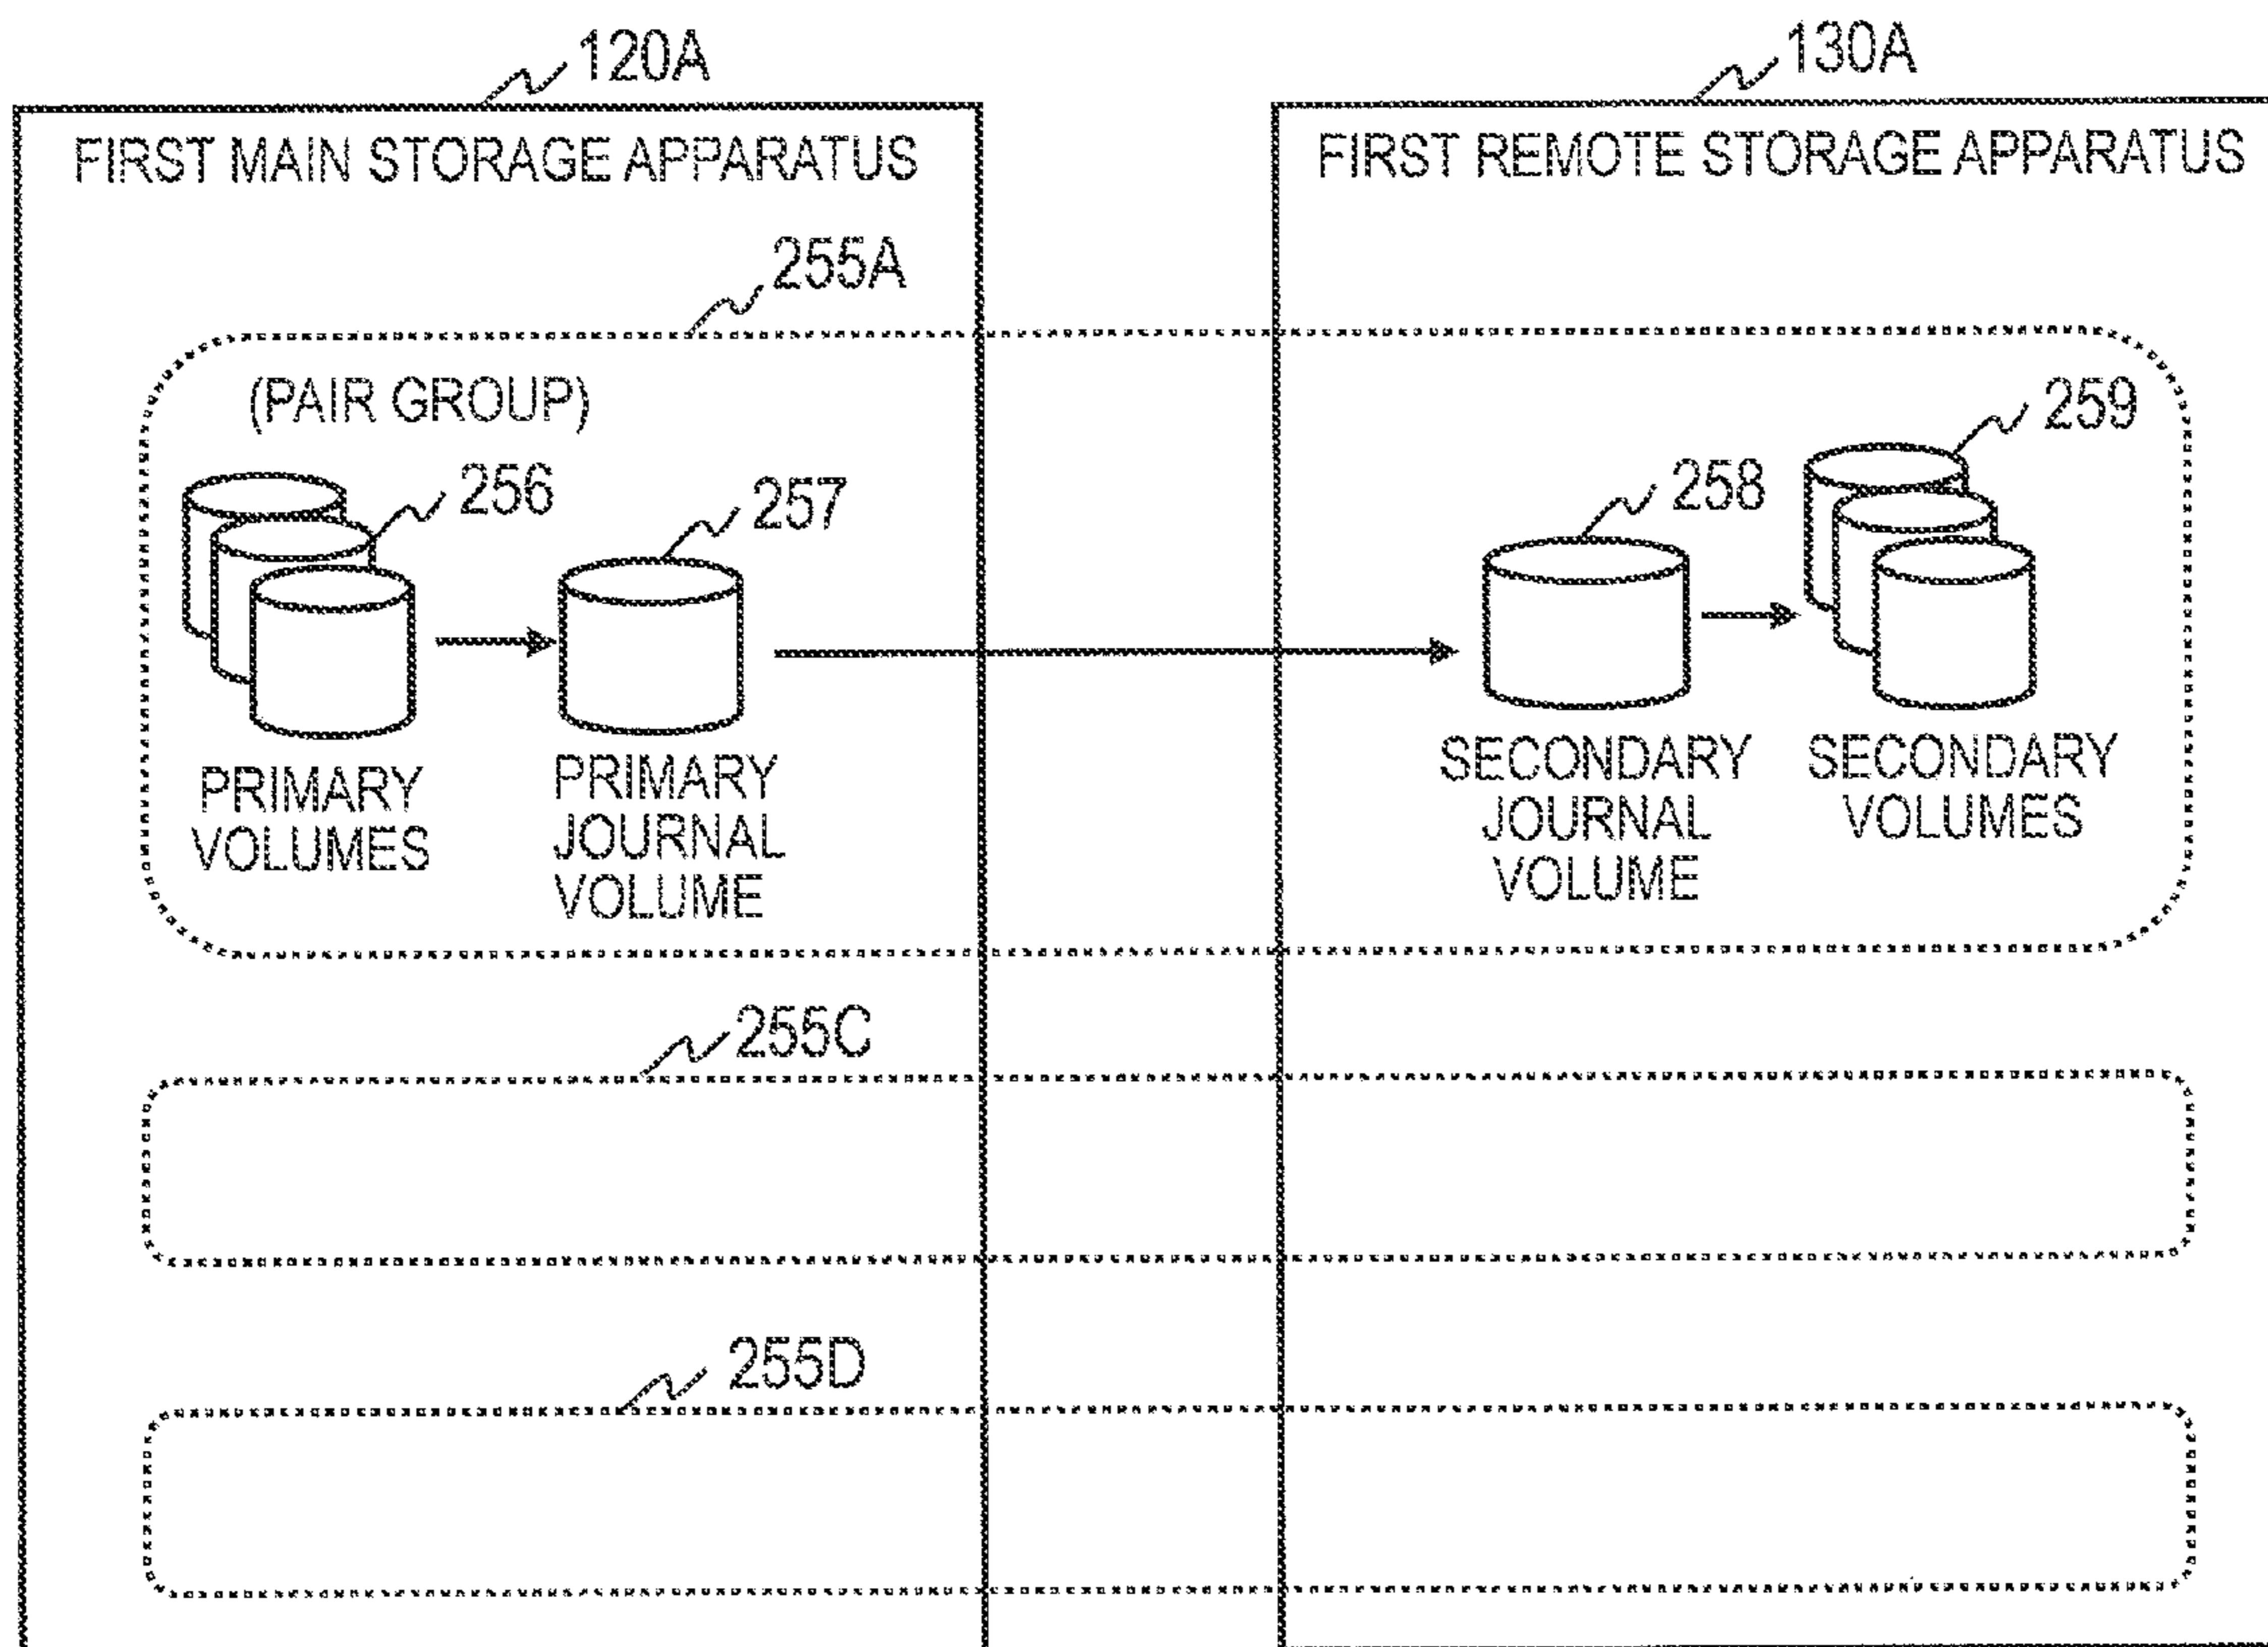 120A
130A
FIRST MAIN STORAGE APPARATUS
FIRST REMOTE STORAGE APPARATUS
255A
(PAIR GROUP)
256
257
258
259
PRIMARY
VOLUMES
PRIMARY
JOURNAL
VOLUME
SECONDARY
JOURNAL
VOLUME
SECONDARY
VOLUMES
255C
255D